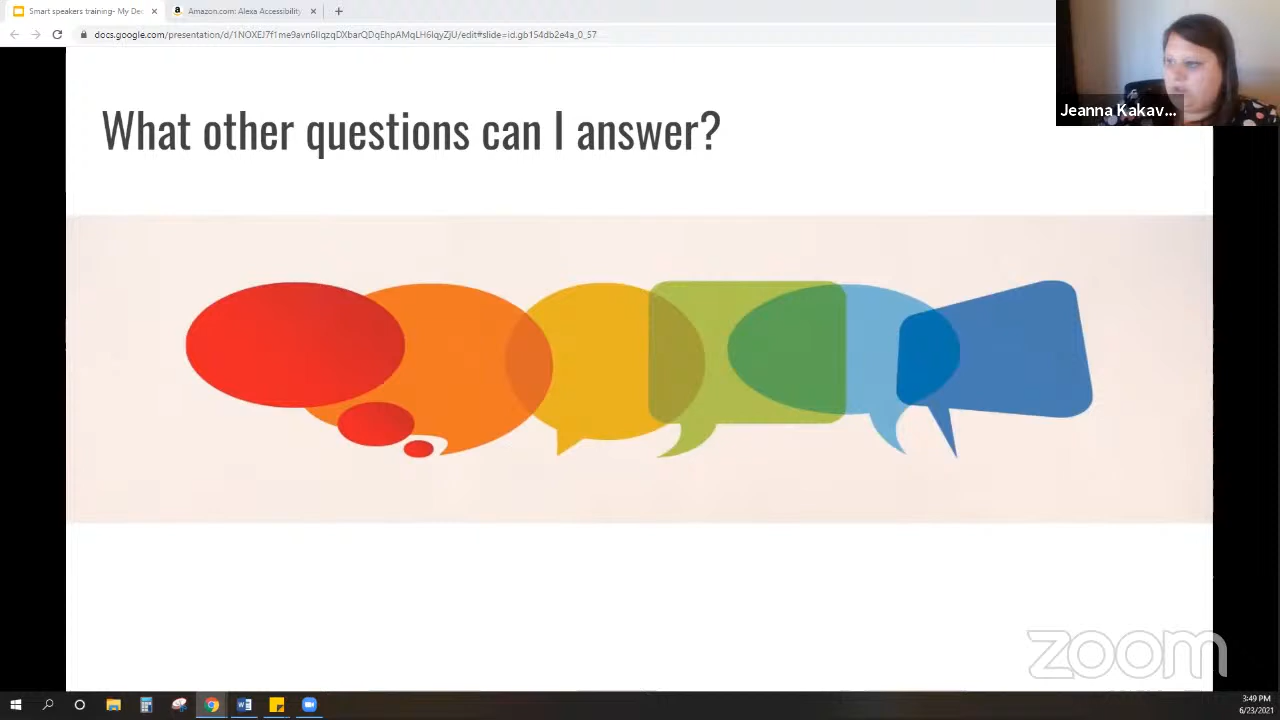 Smart speakers training- My Dec
Amazon.com: Alexa Accessibility
Jeanna Kakav...
What other questions can I answer?
zoom
3:49 PM
6/23/2021